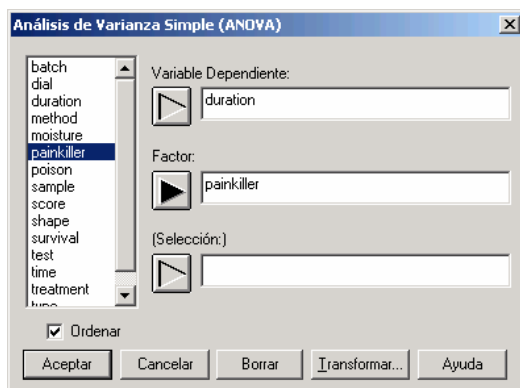 Análisis de Varianza Simple (ANOVA)
batch
dial
duration
method
moisture
painkiller
poison
sample
score
shape
survival
test
time
treatment
Variable Dependiente:
duration
Factor:
painkiller
(Selección:)
Ordenar
Aceptar
Cancelar
Borrar
Transformar...
Ayuda